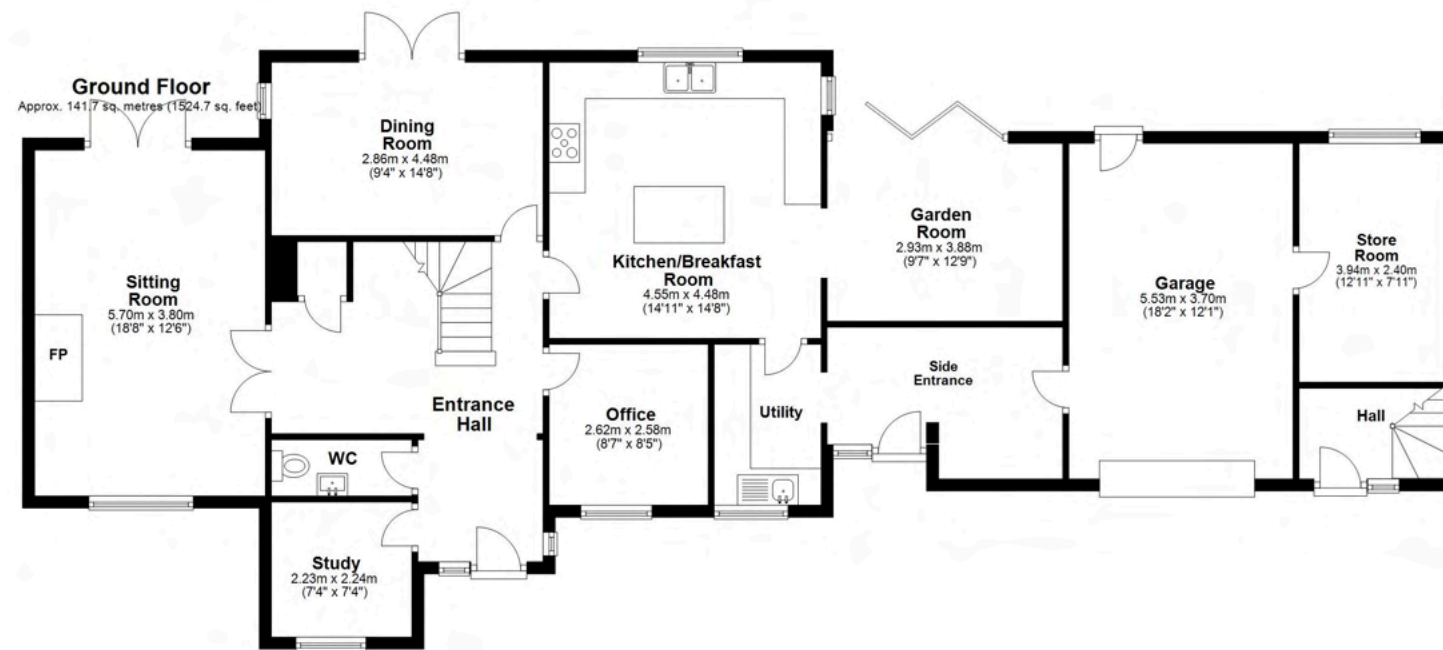 Ground Floor
Approx. 141.7 sq. metres (1524.7 sq. feet)
Dining
Room
2.86m x 4.48m
(9'4" x 14'8")
Sitting
Room
5.70m x 3.80m
(18'8" x 12'6")
FP
Kitchen/Breakfast
Room
4.55m x 4.48m
(14'11" x 14'8")
Garden
Room
2.93m x 3.88m
(9'7" x 12'9")
Garage
5.53m x 3.70m
(18'2" x 12'1")
Store
Room
3.94m x 2.40m
(12'11" x 7'11")
Entrance
Hall
Office
2.62m x 2.58m
(8'7" x 8'5")
Utility
Side
Entrance
Hall
WC
Study
2.23m x 2.24m
(7'4" x 7'4")